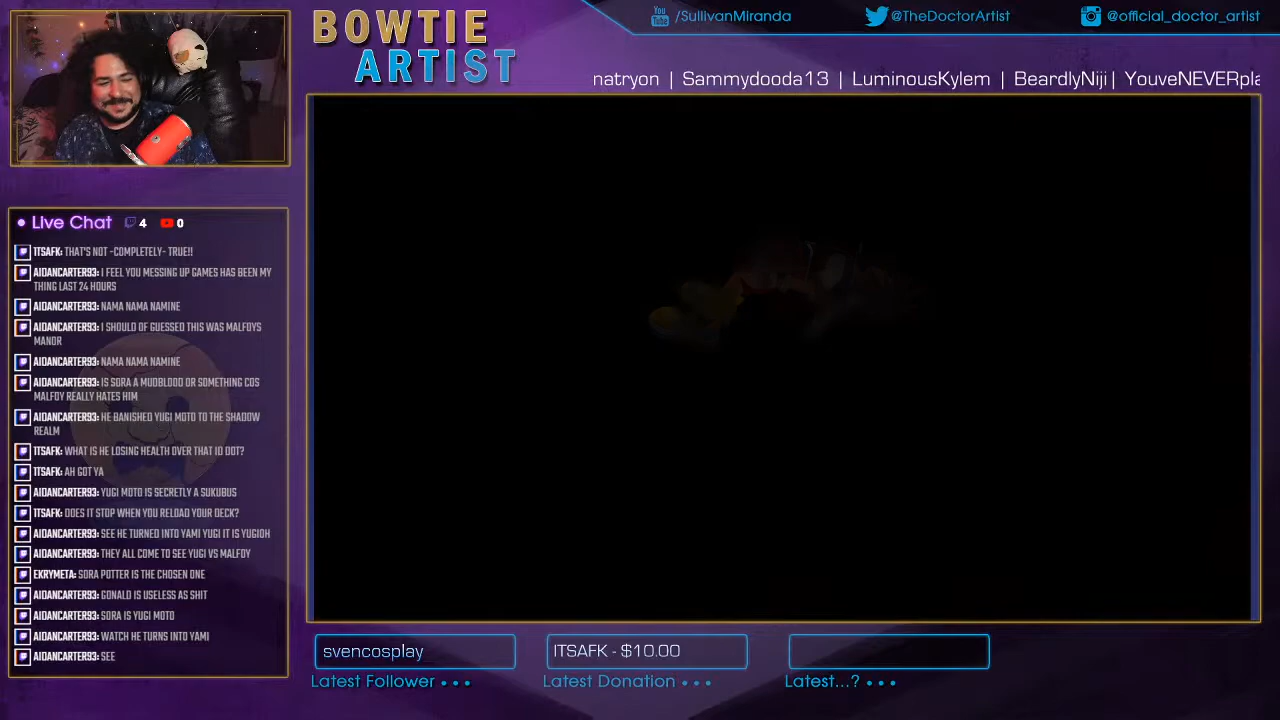 BOWTIE
ARTIST
/SullivanMiranda
@TheDoctorArtist
@official_doctor_artist
natryon | Sammydooda13 | LuminousKylem | BeardlyNiji| YouveNEVERpla
Live Chat 4 0
1TSAFK: THAT'S NOT -COMPLETELY- TRUE!!
AIDANCARTER93: I FEEL YOU MESSING UP GAMES HAS BEEN MY
THING LAST 24 HOURS
AIDANCARTER93: NAMA NAMA NAMINE
AIDANCARTER93: I SHOULD OF GUESSED THIS WAS MALFOYS
MANOR
AIDANCARTER93: NAMA NAMA NAMINE
AIDANCARTER93: IS SORA A MUDBLOOD OR SOMETHING COS
MALFOY REALLY HATES HIM
AIDANCARTER93: HE BANISHED YUGI MOTO TO THE SHADOW
REALM
1TSAFK: WHAT IS HE LOSING HEALTH OVER THAT ID DOT?
1TSAFK: AH GOT YA
AIDANCARTER93: YUGI MOTO IS SECRETLY A SUKUBUS
1TSAFK: DOES IT STOP WHEN YOU RELOAD YOUR DECK?
AIDANCARTER93: SEE HE TURNED INTO YAMI YUGI IT IS YUGIOH
AIDANCARTER93: THEY ALL COME TO SEE YUGI VS MALFOY
EKRYMETA: SORA POTTER IS THE CHOSEN ONE
AIDANCARTER93: GONALD IS USELESS AS SHIT
AIDANCARTER93: SORA IS YUGI MOTO
AIDANCARTER93: WATCH HE TURNS INTO YAMI
AIDANCARTER93: SEE
svencosplay
Latest Follower • • •
ITSAFK - $10.00
Latest Donation • • •
Latest...? • • •